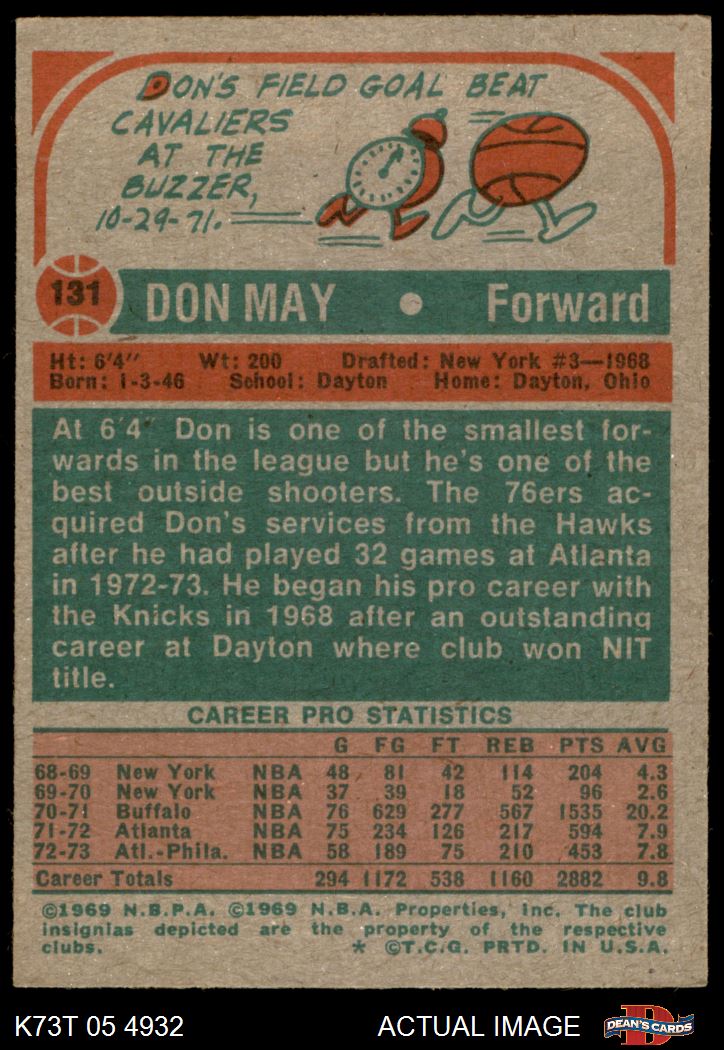 DON'S FIELD GOAL BEAT
CAVALIERS
AT THE
BUZZER,
10-29-71.
131 DON MAY • Forward
Ht: 6'4" Wt: 200 Drafted: New York #3—1968
Born: 1-3-46 School: Dayton Home: Dayton, Ohio
At 6'4" Don is one of the smallest for-
wards in the league but he's one of the
best outside shooters. The 76ers ac-
quired Don's services from the Hawks
after he had played 32 games at Atlanta
in 1972-73. He began his pro career with
the Knicks in 1968 after an outstanding
career at Dayton where club won NIT
title.
CAREER PRO STATISTICS
G FG FT REB PTS AVG
68-69 New York NBA 48 81 42 114 204 4.3
69-70 New York NBA 37 39 18 52 96 2.6
70-71 Buffalo NBA 76 629 277 567 1535 20.2
71-72 Atlanta NBA 75 234 126 217 594 7.9
72-73 Atl.-Phila. NBA 58 189 75 210 453 7.8
Career Totals 294 1172 538 1160 2882 9.8
©1969 N.B.P.A. ©1969 N.B.A. Properties, Inc. The club
insignias depicted are the property of the respective
clubs. * ©T.C.G. PRTD. IN U.S.A.
K73T 05 4932 ACTUAL IMAGE DEAN'S CARDS